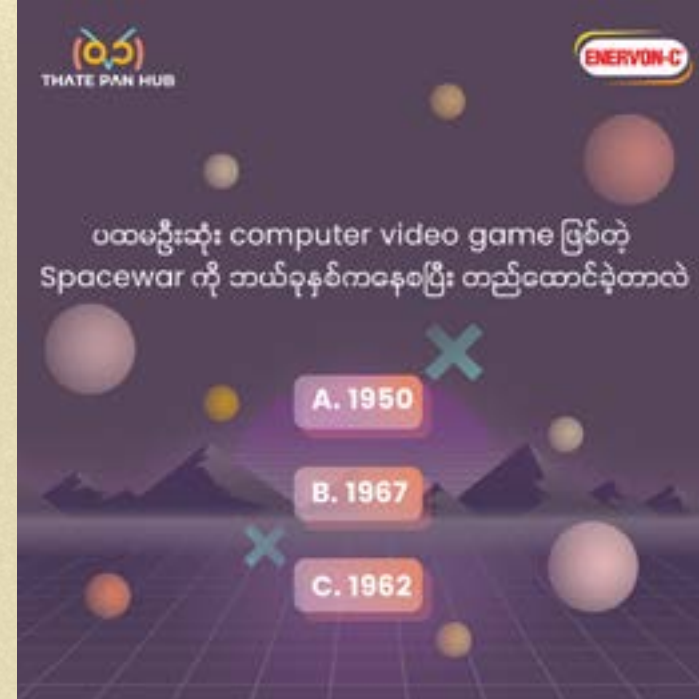 THATE PAN HUB
ENERVON-C
ပထမဦးဆုံး computer video game ဖြစ်တဲ့
Spacewar ကို ဘယ်ခုနှစ်ကနေစပြီး တည်ထောင်ခဲ့တာလဲ
A. 1950
B. 1967
C. 1962